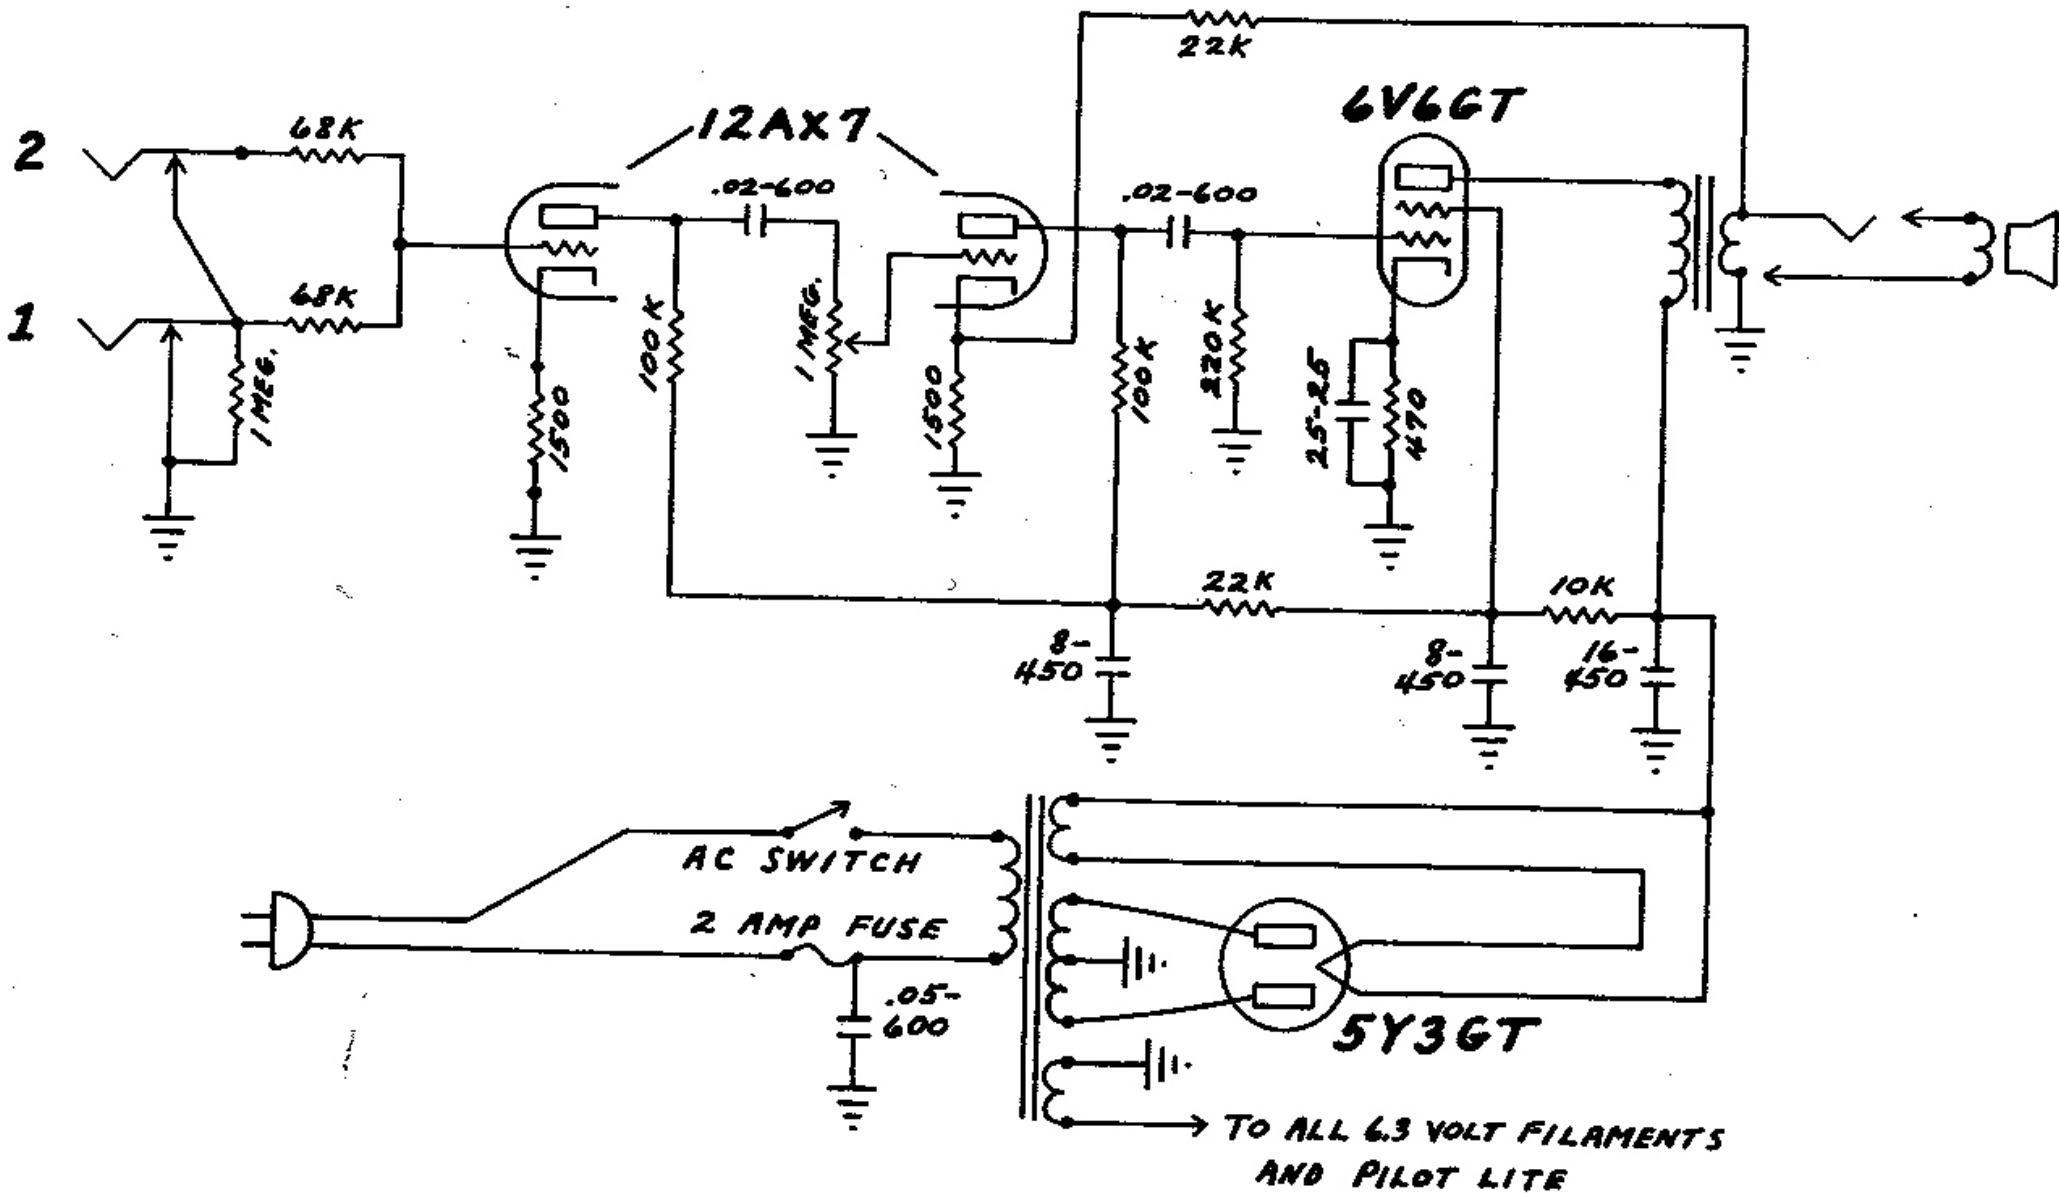 22K
6V6GT
12AX7
2
68K
.02-600
.02-600
1
68K
1 MEG.
1500
100K
1 MEG.
1500
100K
220K
25-25
470
22K
10K
8-
450
8-
450
16-
450
AC SWITCH
2 AMP FUSE
.05-
600
5Y3GT
TO ALL 6.3 VOLT FILAMENTS
AND PILOT LITE